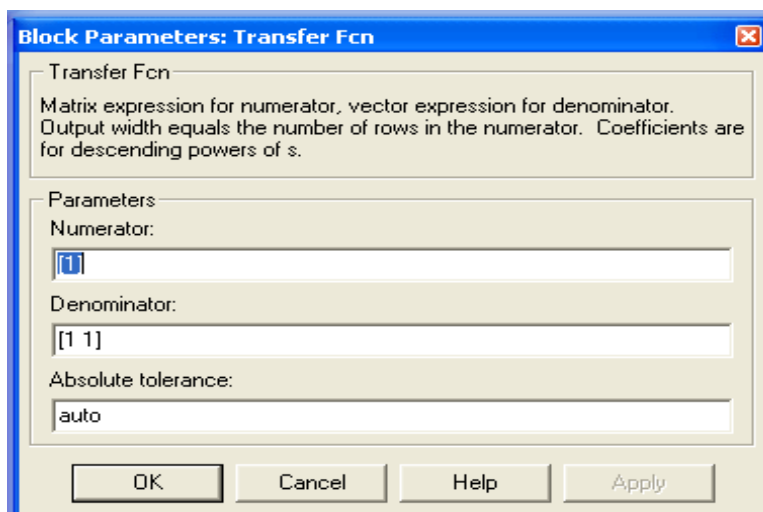 Block Parameters: Transfer Fcn
Transfer Fcn
Matrix expression for numerator, vector expression for denominator.
Output width equals the number of rows in the numerator.  Coefficients are
for descending powers of s.
Parameters
Numerator:
[1]
Denominator:
[1 1]
Absolute tolerance:
auto
OK Cancel Help Apply